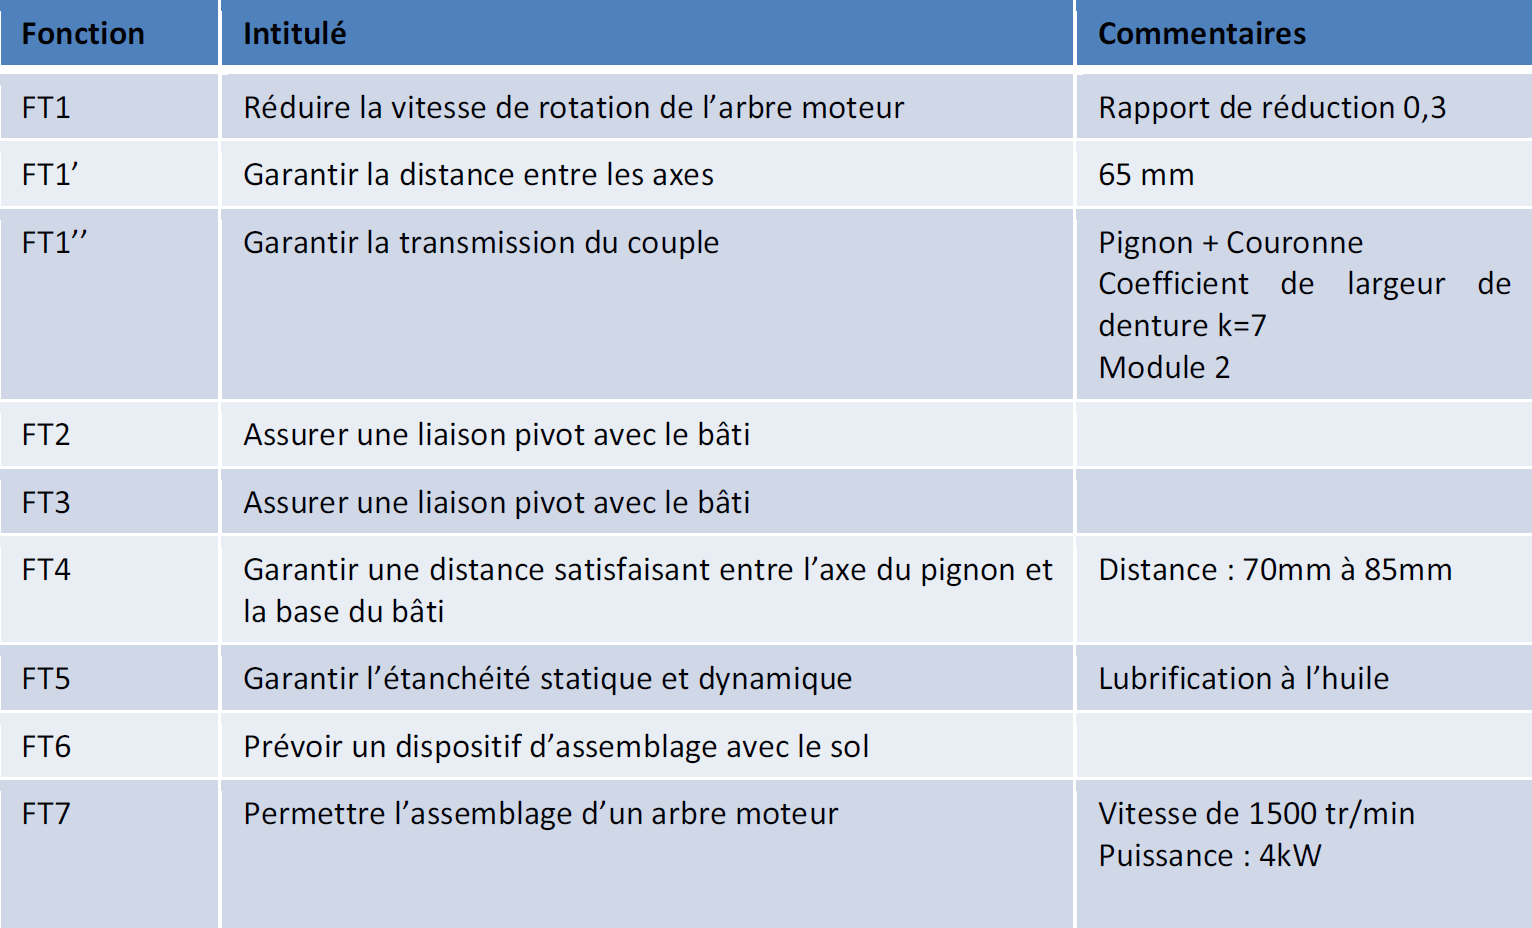 Fonction Intitulé Commentaires
FT1 Réduire la vitesse de rotation de l’arbre moteur Rapport de réduction 0,3
FT1’ Garantir la distance entre les axes 65 mm
FT1’’ Garantir la transmission du couple Pignon + Couronne
Coefficient de largeur de
denture k=7
Module 2
FT2 Assurer une liaison pivot avec le bâti
FT3 Assurer une liaison pivot avec le bâti
FT4 Garantir une distance satisfaisant entre l’axe du pignon et Distance : 70mm à 85mm
la base du bâti
FT5 Garantir l’étanchéité statique et dynamique Lubrification à l’huile
FT6 Prévoir un dispositif d’assemblage avec le sol
FT7 Permettre l’assemblage d’un arbre moteur Vitesse de 1500 tr/min
Puissance : 4kW